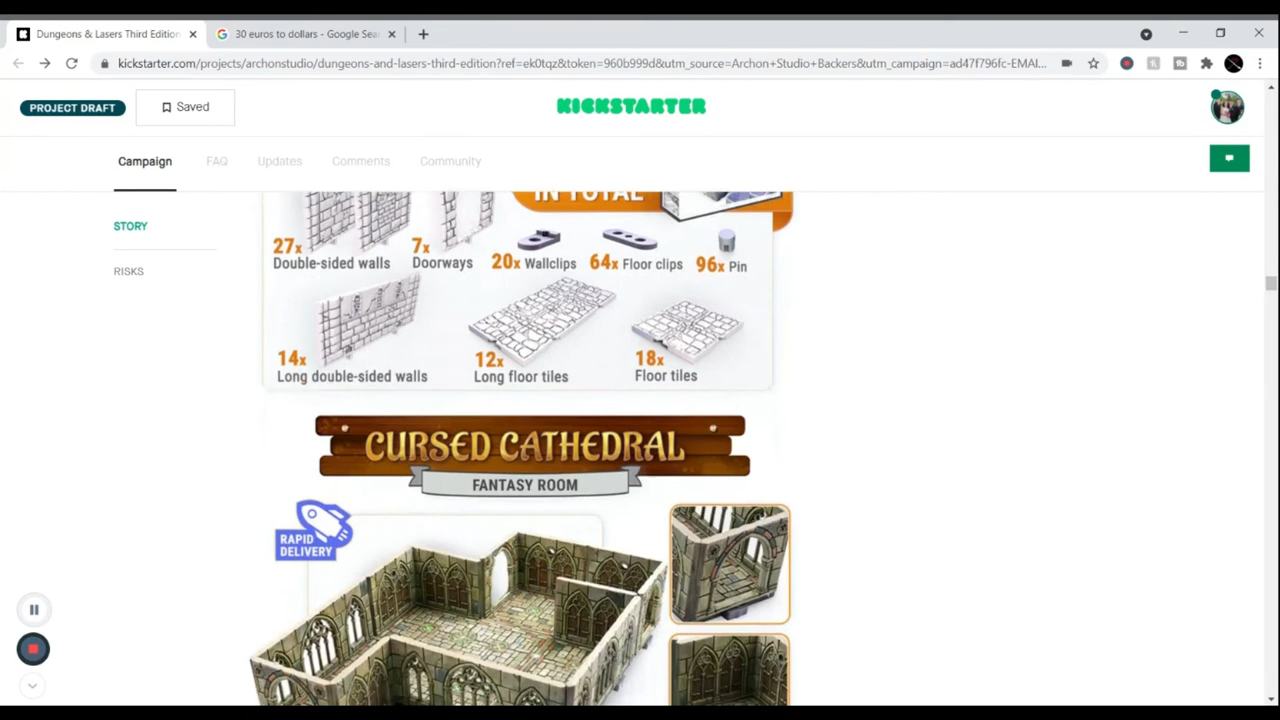 Dungeons & Lasers Third Edition
30 euros to dollars - Google Sea
kickstarter.com/projects/archonstudio/dungeons-and-lasers-third-edition?ref=ek0tqz&token=960b999d&utm_source=Archon+Studio+Backers&utm_campaign=ad47f796fc-EMAI...
PROJECT DRAFT
Saved
KICKSTARTER
Campaign
FAQ
Updates
Comments
Community
STORY
RISKS
IN TOTAL
27x Double-sided walls
7x Doorways
20x Wallclips
64x Floor clips
96x Pin
14x Long double-sided walls
12x Long floor tiles
18x Floor tiles
CURSED CATHEDRAL
FANTASY ROOM
RAPID
DELIVERY